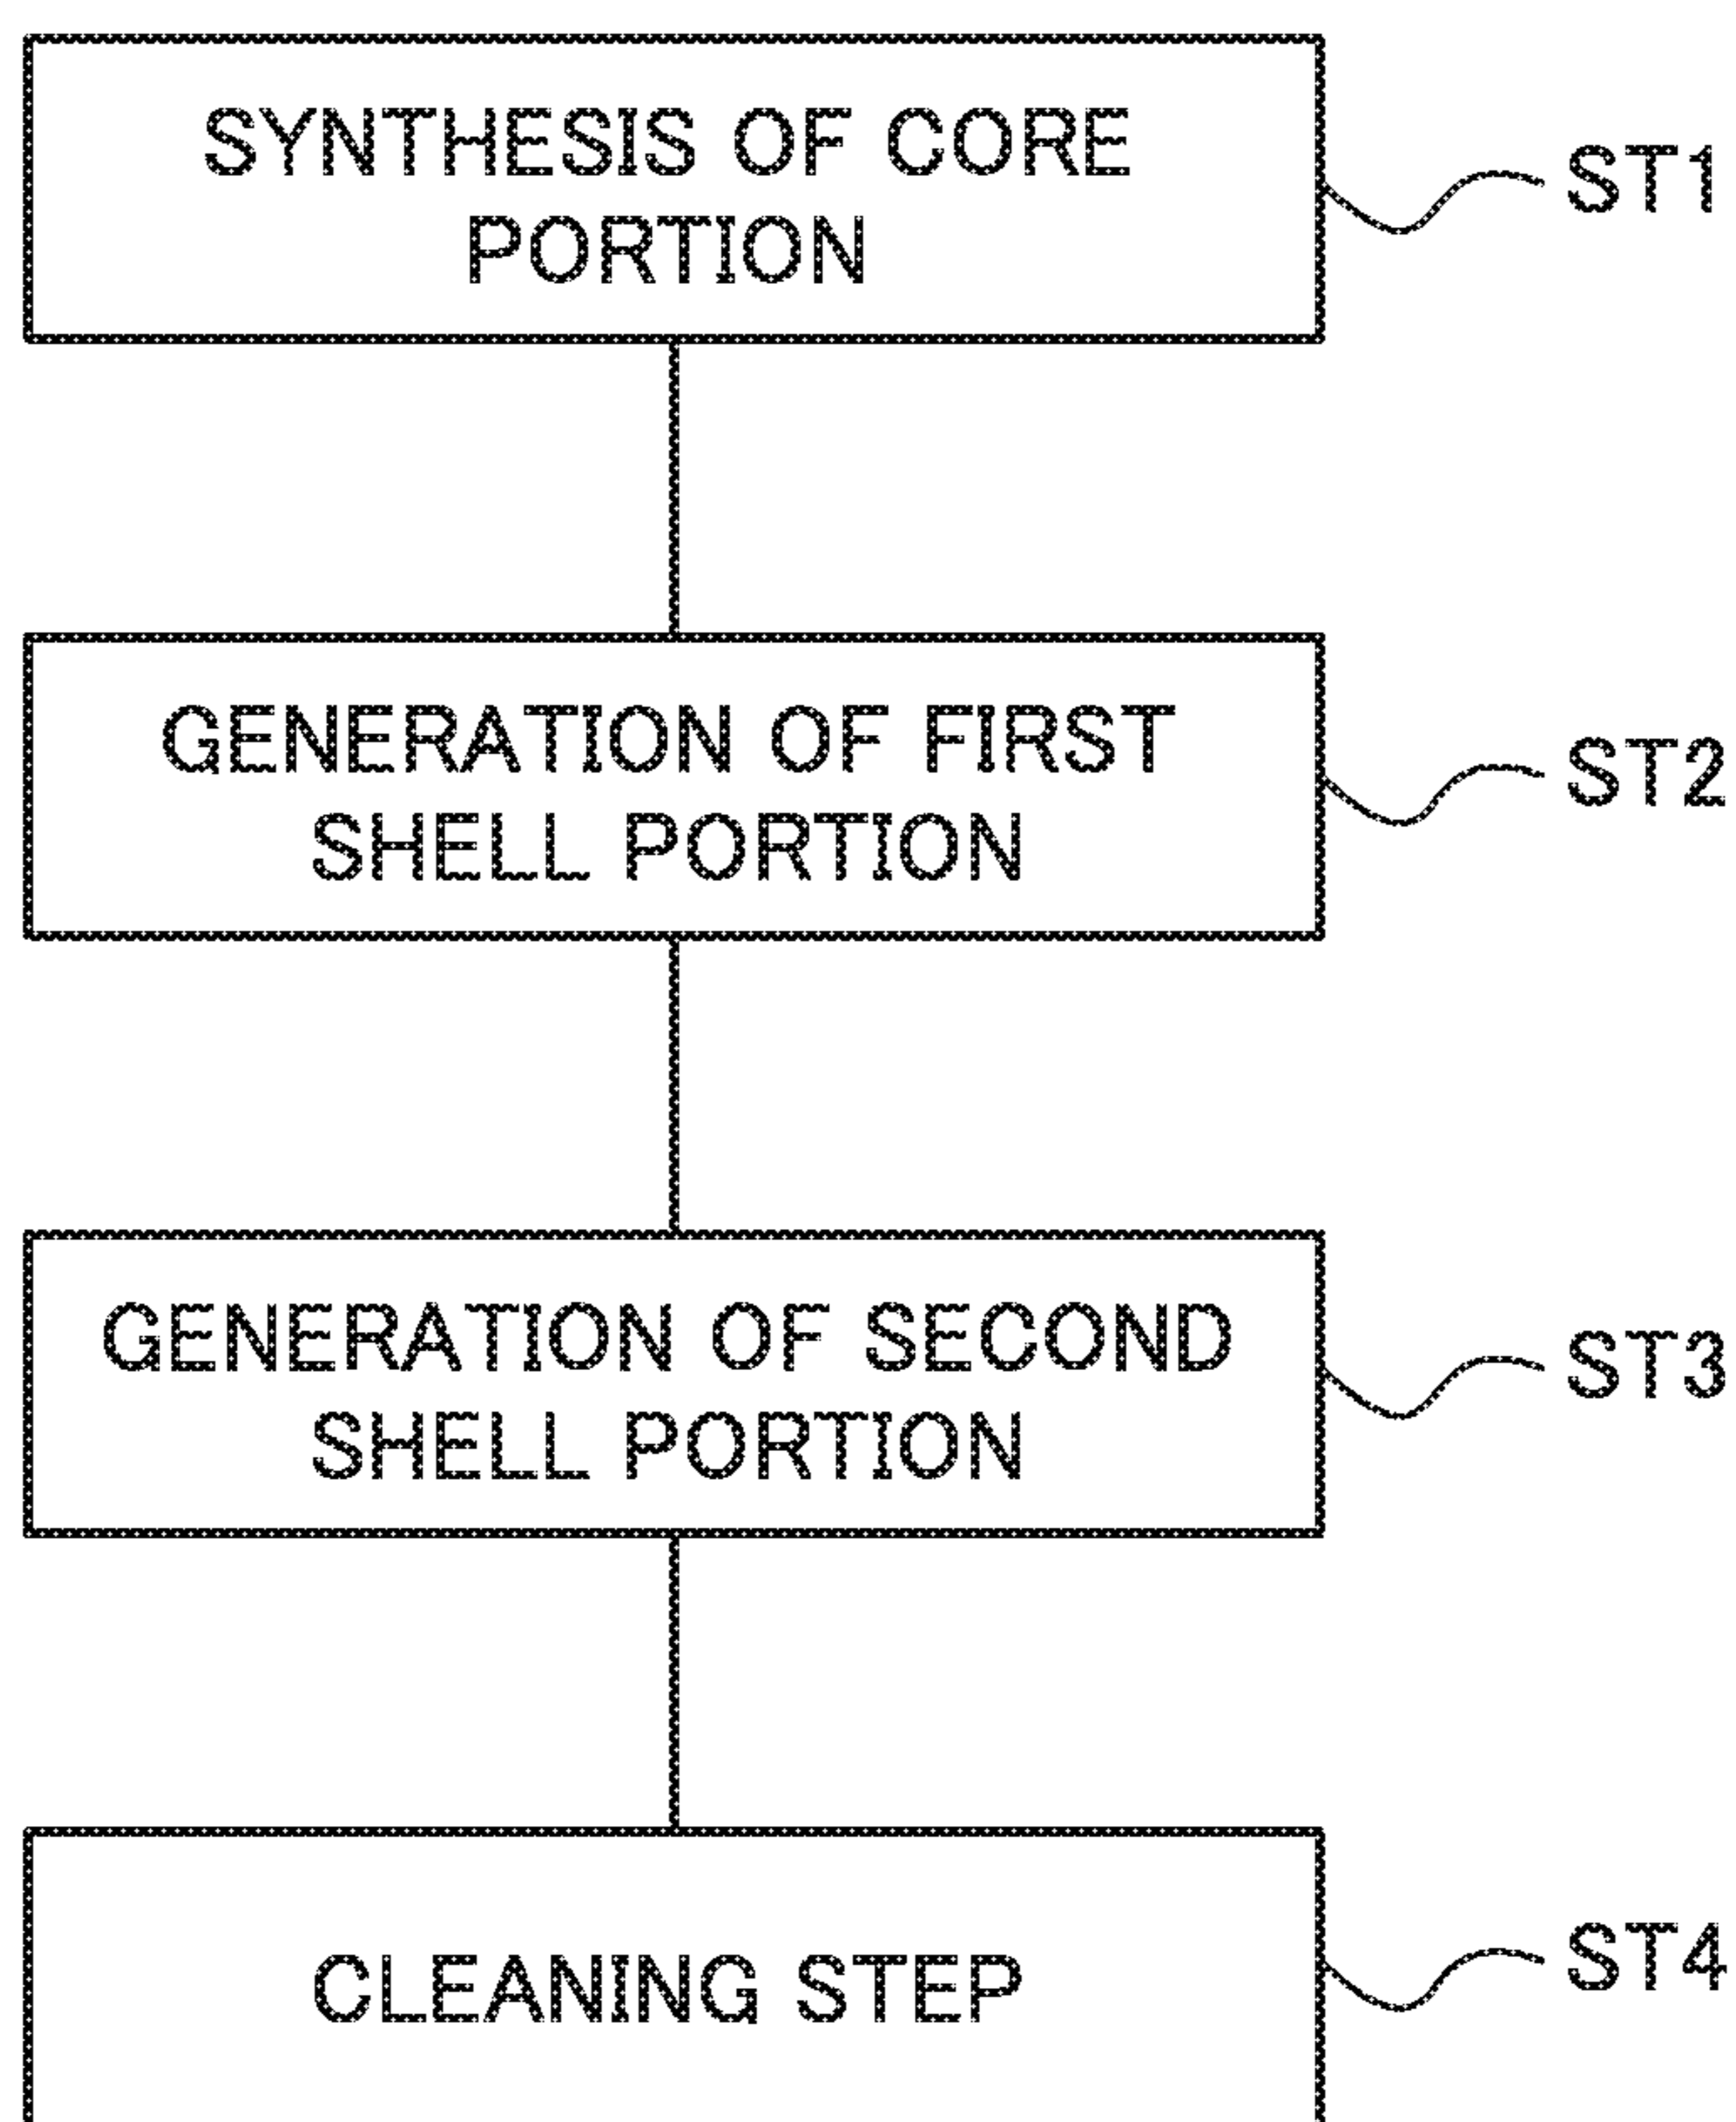 SYNTHESIS OF CORE
PORTION
ST1
GENERATION OF FIRST
SHELL PORTION
ST2
GENERATION OF SECOND
SHELL PORTION
ST3
CLEANING STEP
ST4